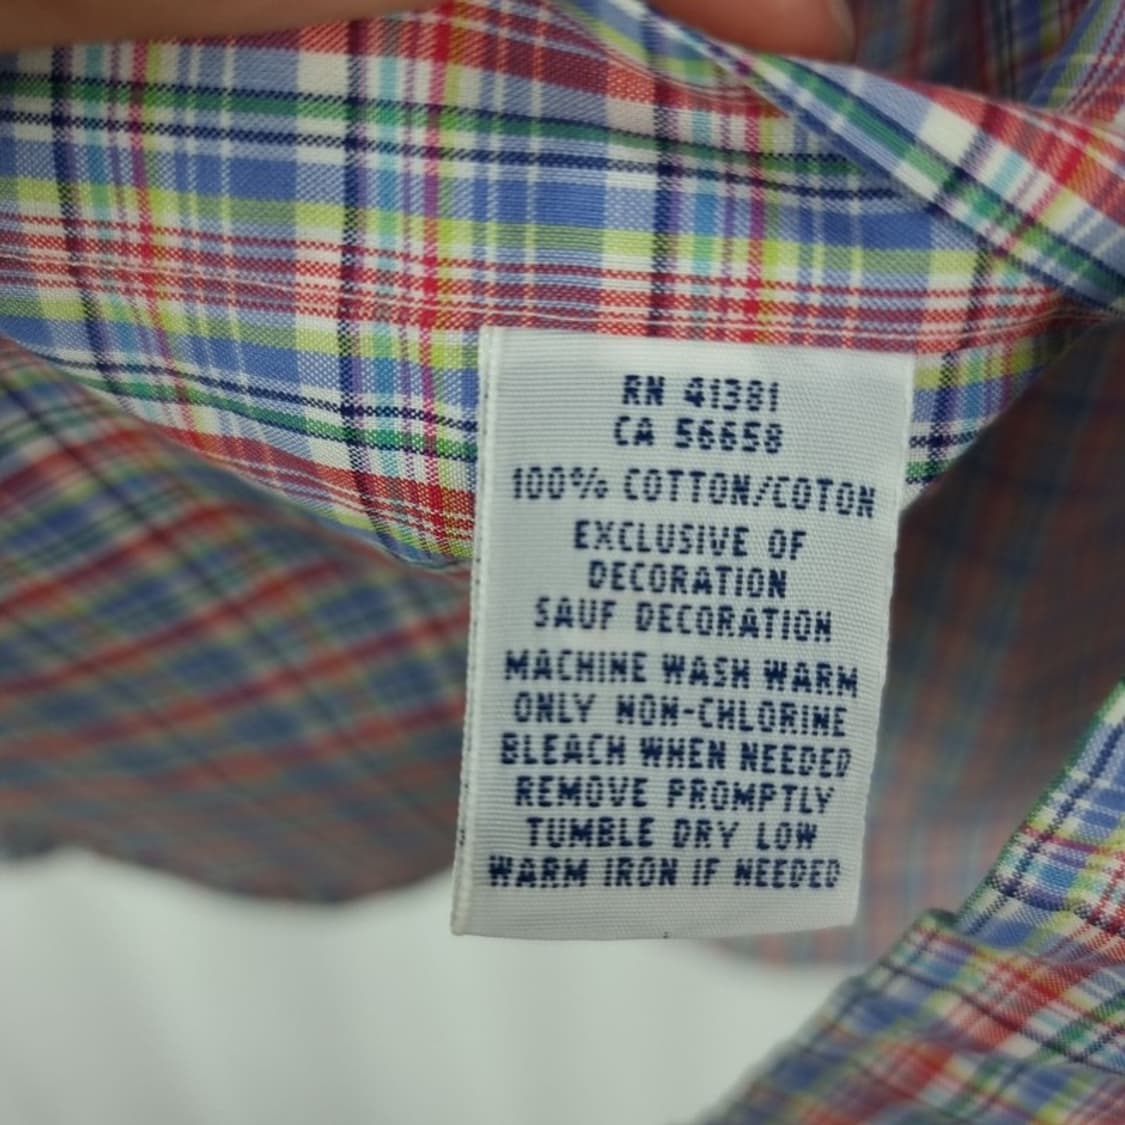 RN 41381
CA 56658
100% COTTON/COTON
EXCLUSIVE OF
DECORATION
SAUF DECORATION
MACHINE WASH WARM
ONLY NON-CHLORINE
BLEACH WHEN NEEDED
REMOVE PROMPTLY
TUMBLE DRY LOW
WARM IRON IF NEEDED